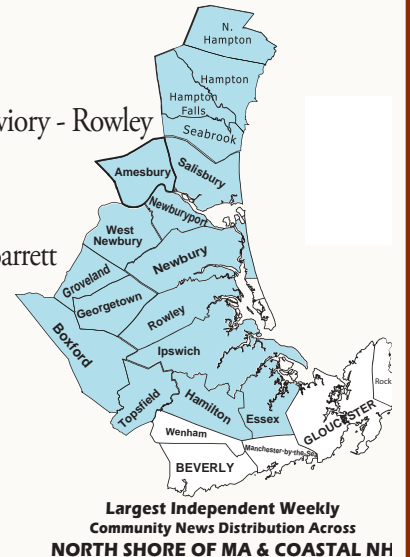 N.
Hampton
Hampton
Hampton
Falls
Seabrook
viory - Rowley
Amesbury
Salisbury
Newburyport
West
Newbury
Newbury
arrett
Groveland
Georgetown
Rowley
Boxford
Ipswich
Rock
Topsfield
Hamilton
Essex
GLOUCESTER
Wenham
Manchester-by-the-Sea
BEVERLY
Largest Independent Weekly
Community News Distribution Across
NORTH SHORE OF MA & COASTAL NH